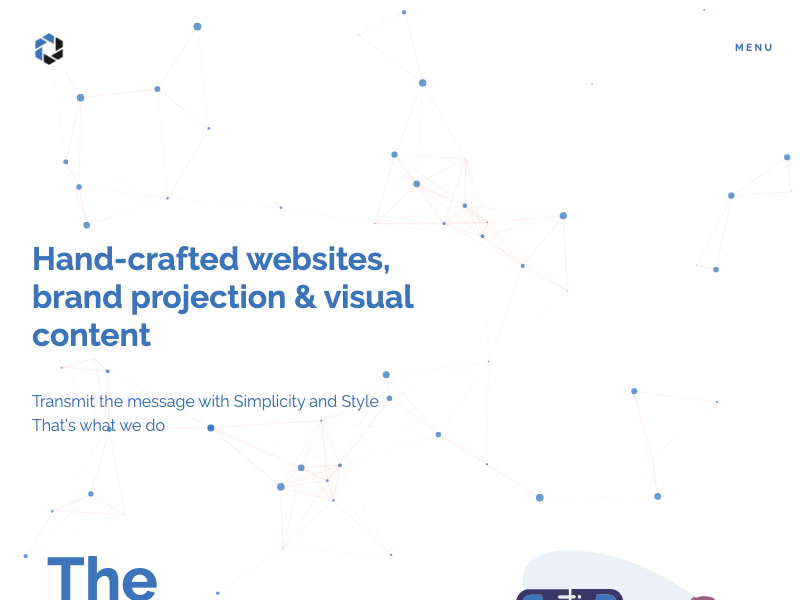 MENU
Hand-crafted websites,
brand projection & visual
content
Transmit the message with Simplicity and Style
That's what we do
The